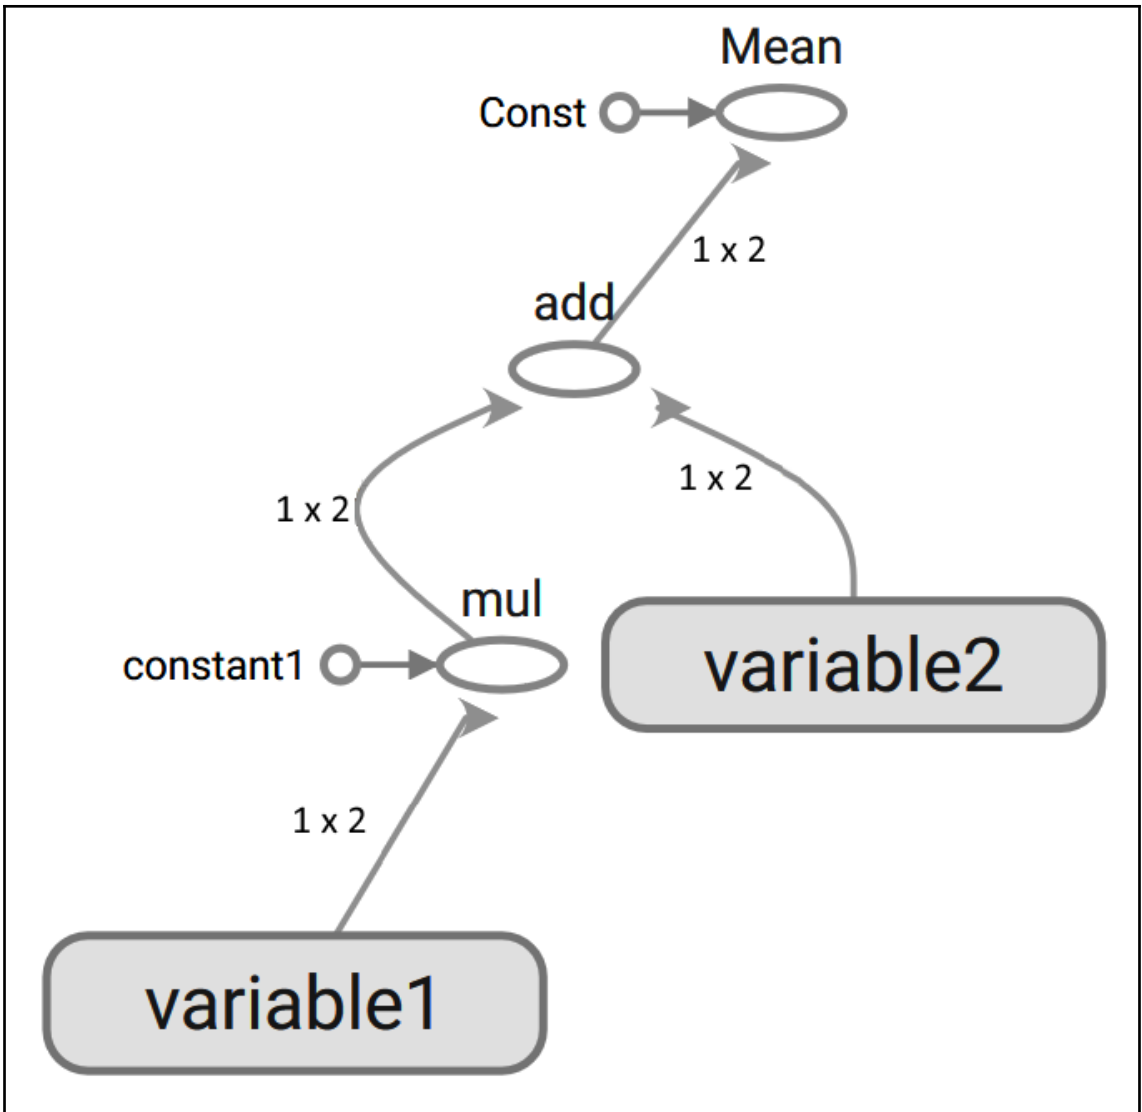 Mean
Const
1 x 2
add
1 x 2
1 x 2
mul
constant1
variable2
1 x 2
variable1